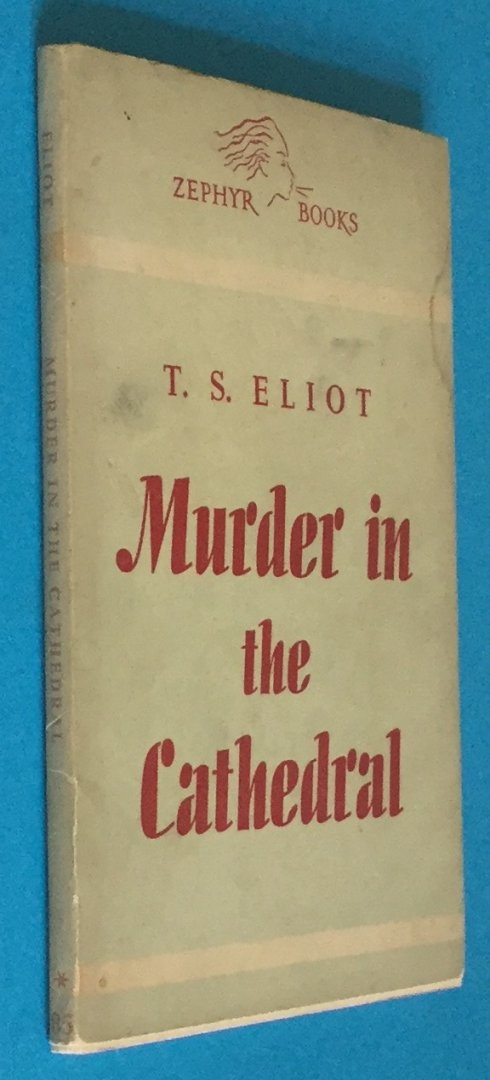 ZEPHYR BOOKS
T. S. ELIOT
Murder in
the
Cathedral
ELIOT
MURDER IN THE CATHEDRAL
*